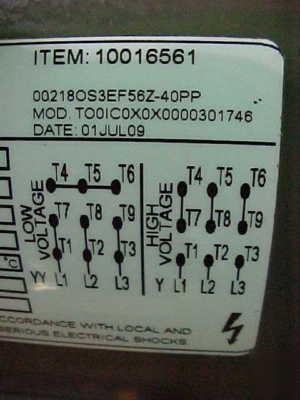 ITEM: 10016561
00218OS3EF56Z-40PP
MOD. TO0IC0X0X0000301746
DATE: 01JUL09
LOW VOLTAGE
T4 T5 T6
T7 T8 T9
T1 T2 T3
YY L1 L2 L3
HIGH VOLTAGE
T4 T5 T6
T7 T8 T9
T1 T2 T3
Y L1 L2 L3
ACCORDANCE WITH LOCAL AND
SERIOUS ELECTRICAL SHOCKS.